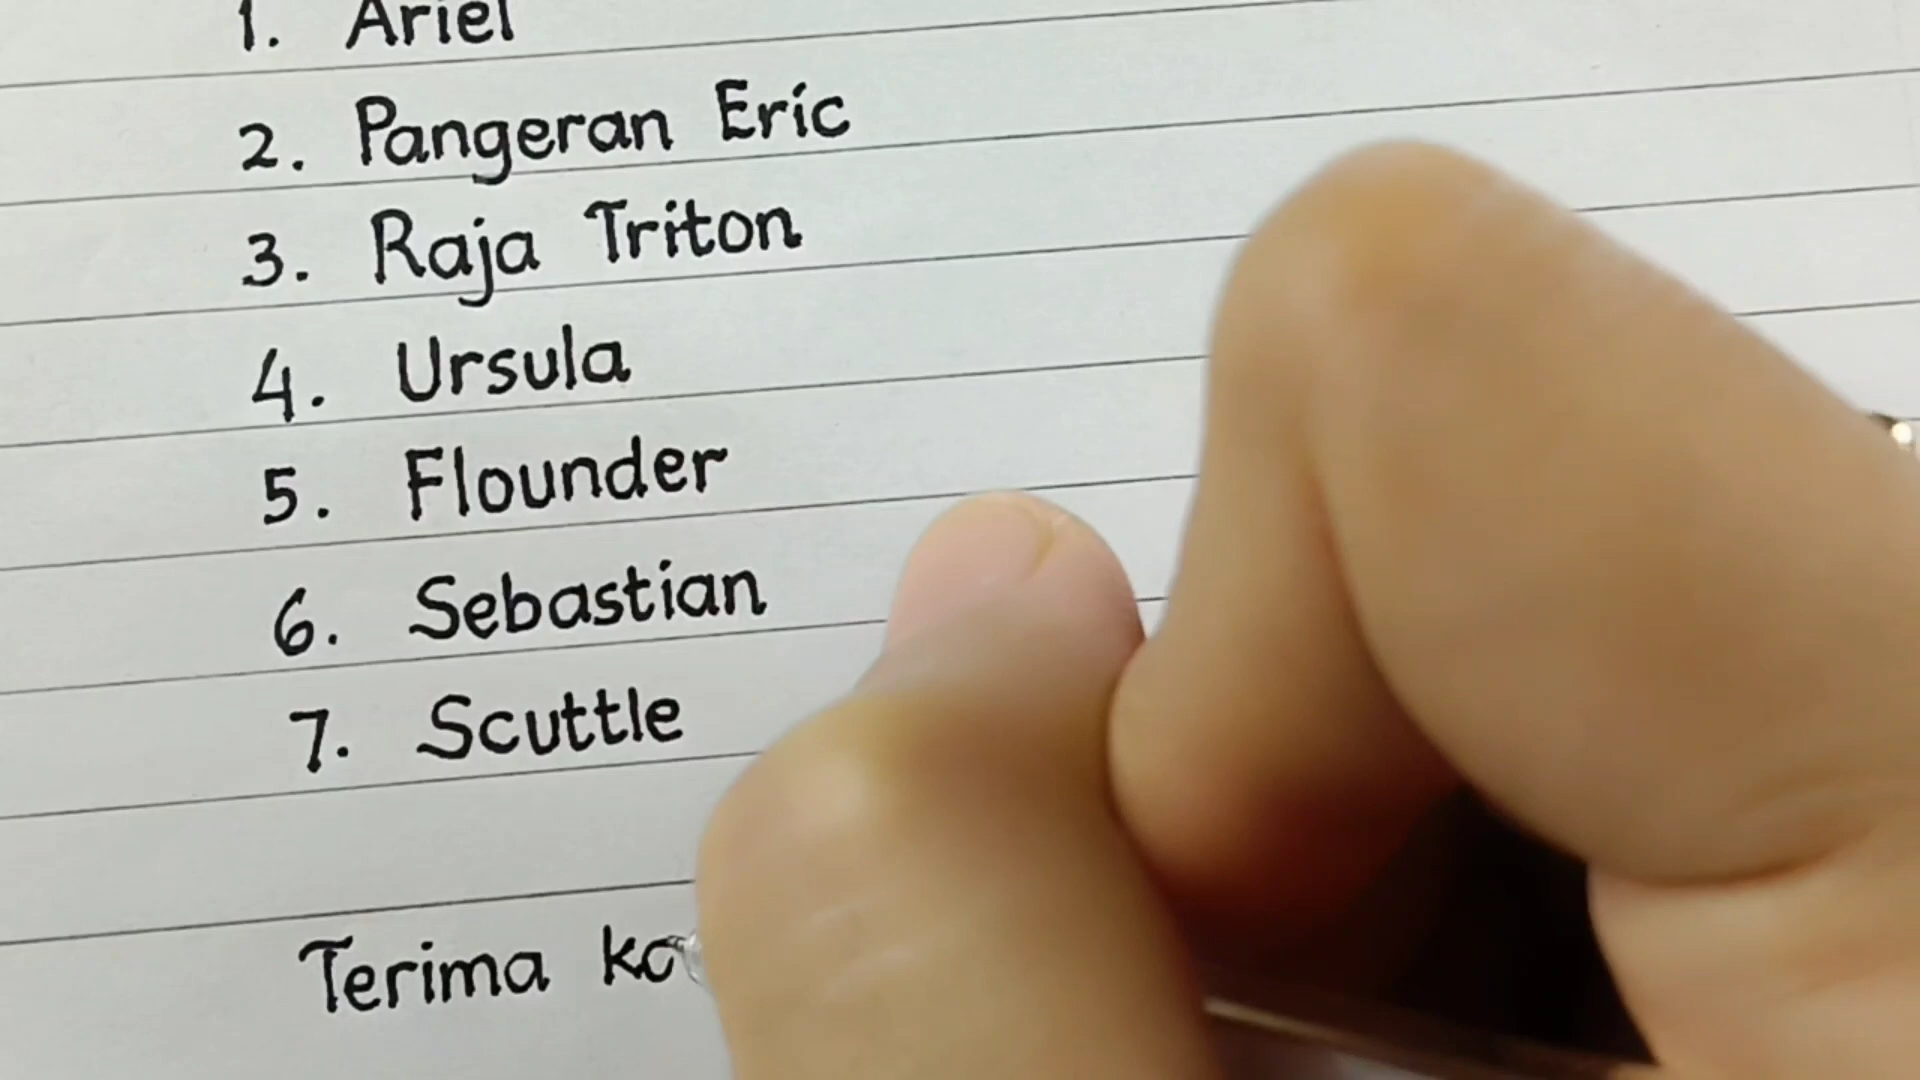 1. Ariel
2. Pangeran Eric
3. Raja Triton
4. Ursula
5. Flounder
6. Sebastian
7. Scuttle
Terima